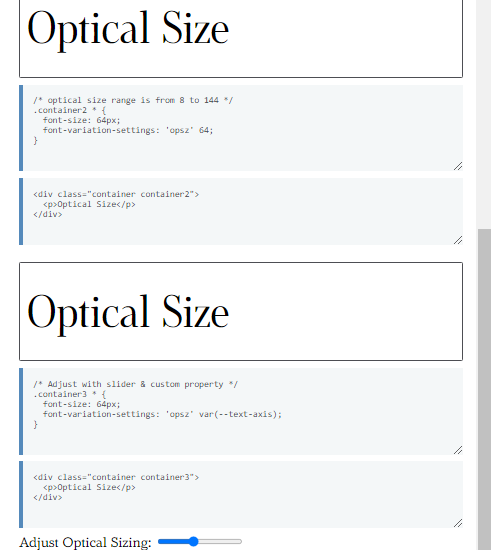 Optical Size
/* optical size range is from 8 to 144 */
.container2 * {
  font-size: 64px;
  font-variation-settings: 'opsz' 64;
}
<div class="container container2">
  <p>Optical Size</p>
</div>
Optical Size
/* Adjust with slider & custom property */
.container3 * {
  font-size: 64px;
  font-variation-settings: 'opsz' var(--text-axis);
}
<div class="container container3">
  <p>Optical Size</p>
</div>
Adjust Optical Sizing: